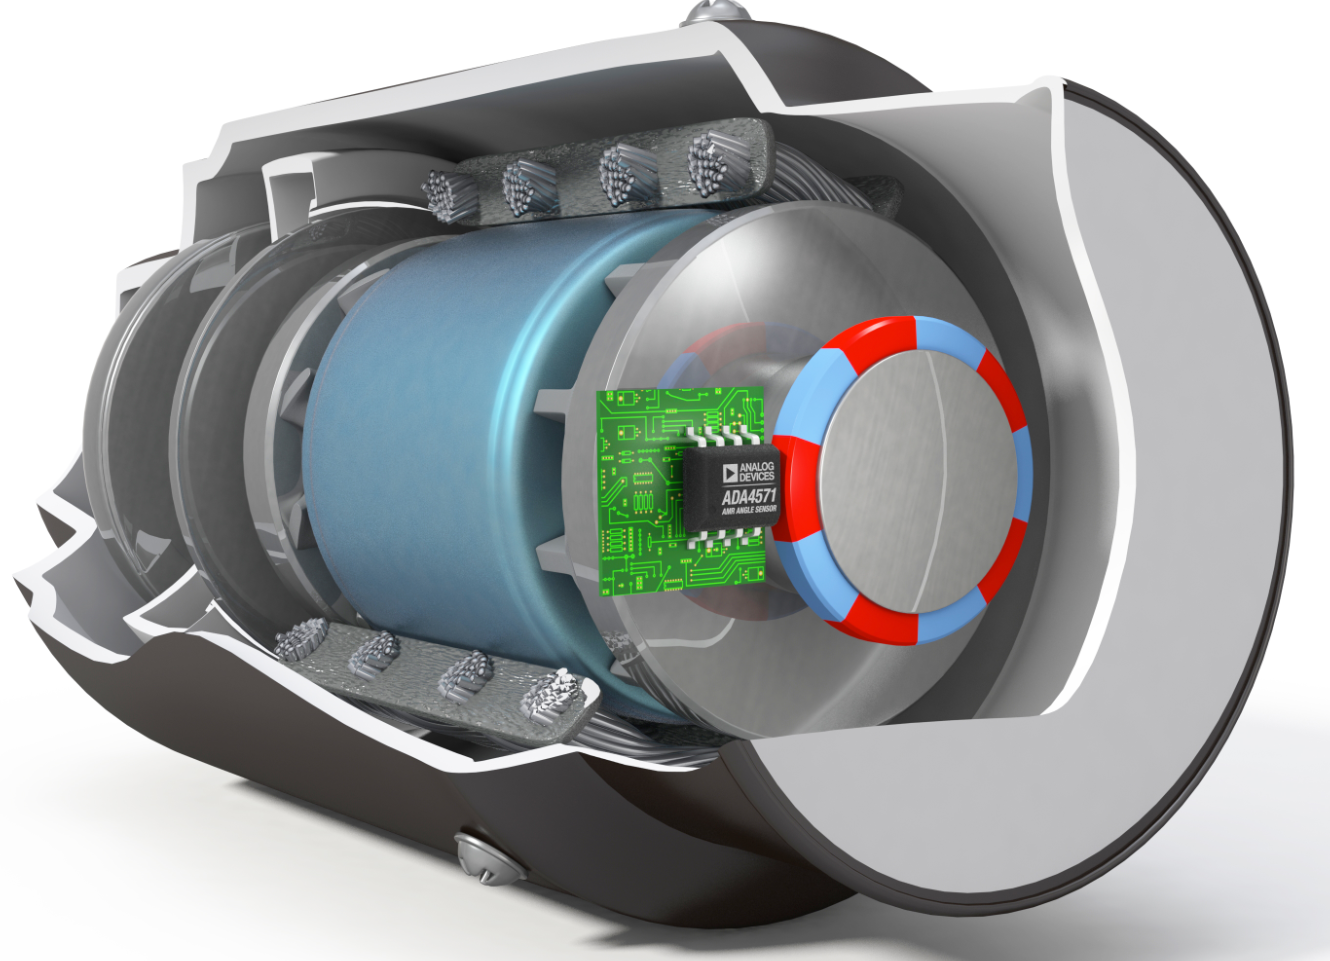 ANALOG
DEVICES
ADA4571
AMR ANGLE SENSOR